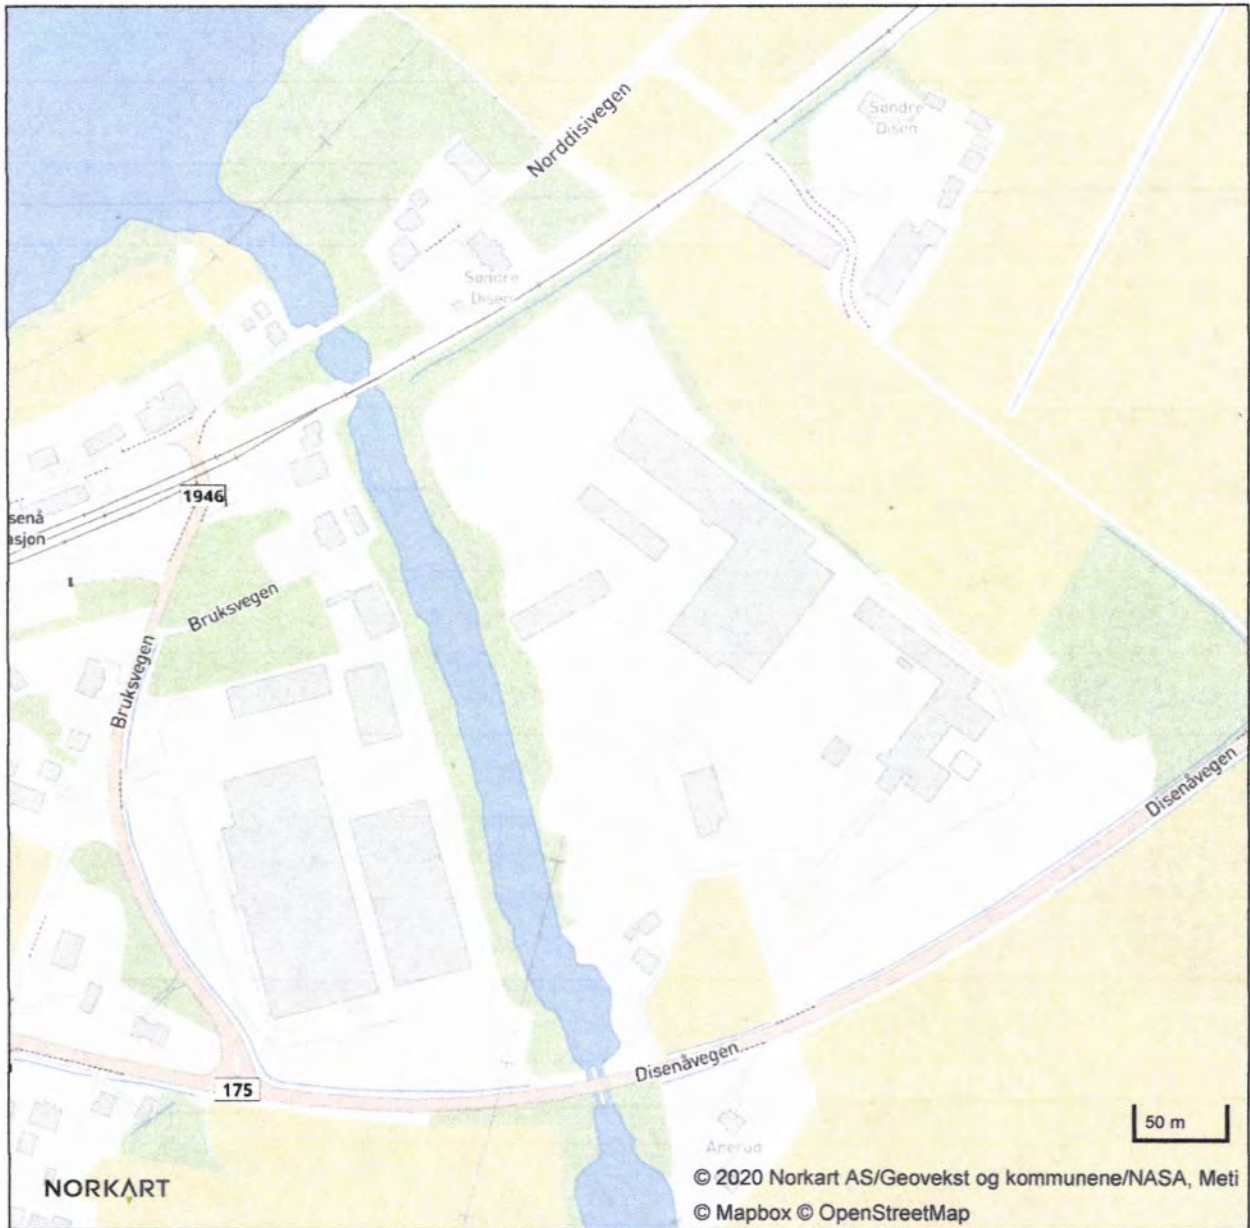 Norddisivegen
Søndre
Disen
Søndre
Disen
1946
senå
asjon
Bruksvegen
Bruksvegen
Disenåvegen
Disenåvegen
175
Anerud
50 m
NORKART
© 2020 Norkart AS/Geovekst og kommunene/NASA, Meti
© Mapbox © OpenStreetMap